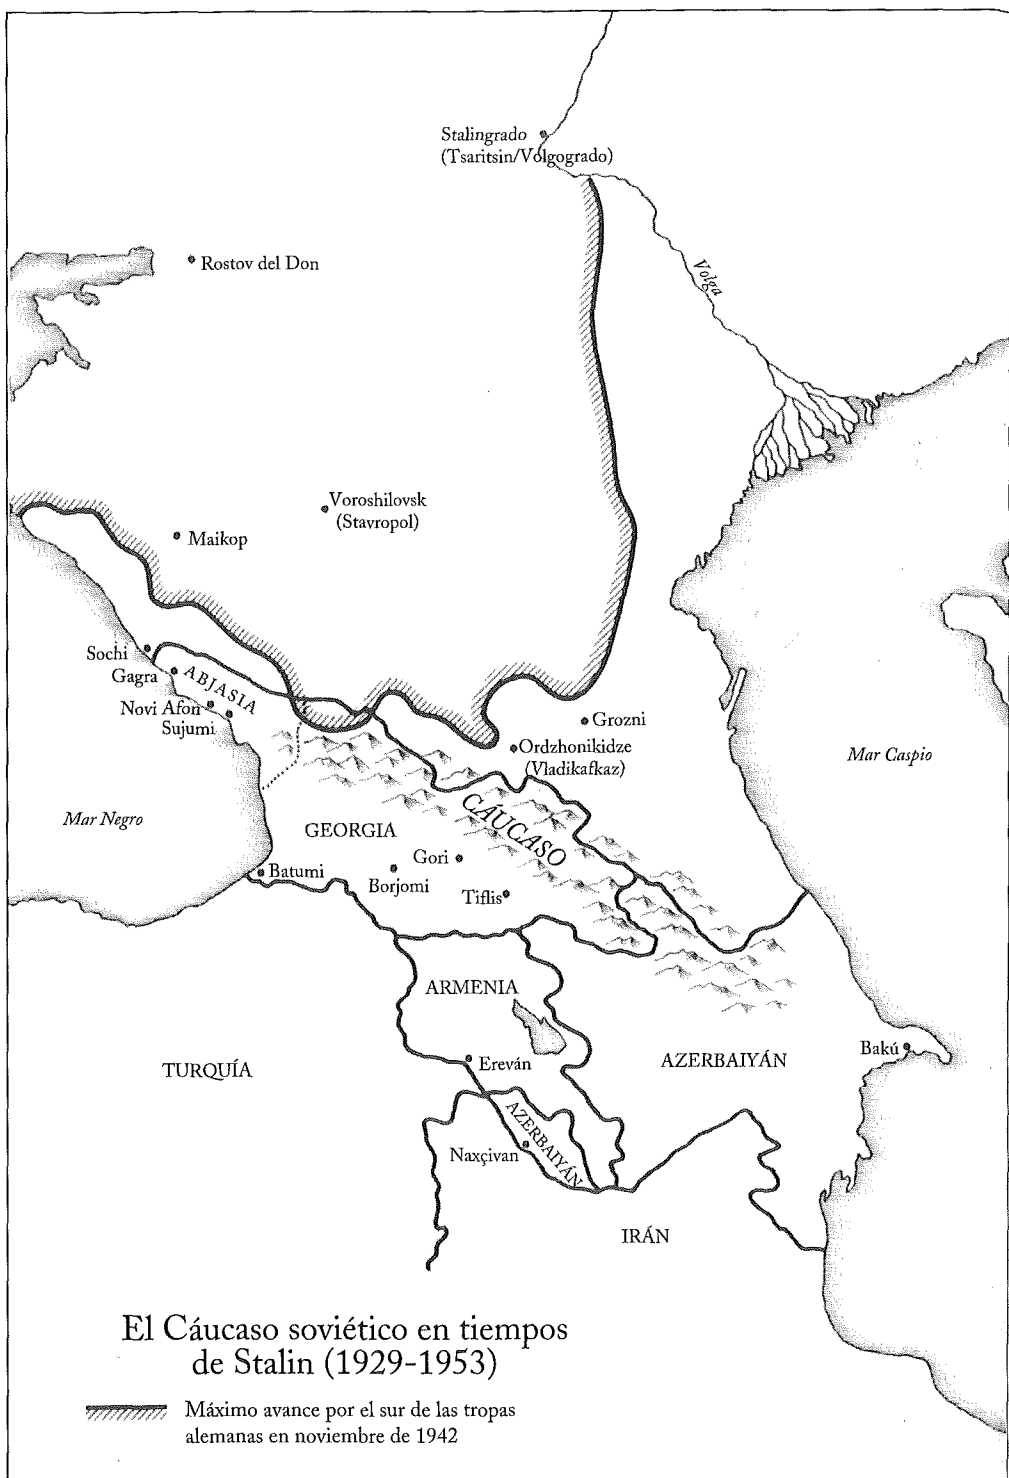 Stalingrado
(Tsaritsin/Volgogrado)
Rostov del Don
Volga
Voroshilovsk
(Stavropol)
Maikop
Sochi
Gagra
ABJASIA
Novi Afon
Sujumi
Grozni
Ordzhonikidze
(Vladikafkaz)
Mar Caspio
Mar Negro
CÁUCASO
GEORGIA
Gori
Batumi
Borjomi
Tiflis
ARMENIA
TURQUÍA
Ereván
AZERBAIYÁN
Bakú
AZERBAIYÁN
Naxçivan
IRÁN
El Cáucaso soviético en tiempos
de Stalin (1929-1953)
Máximo avance por el sur de las tropas
alemanas en noviembre de 1942